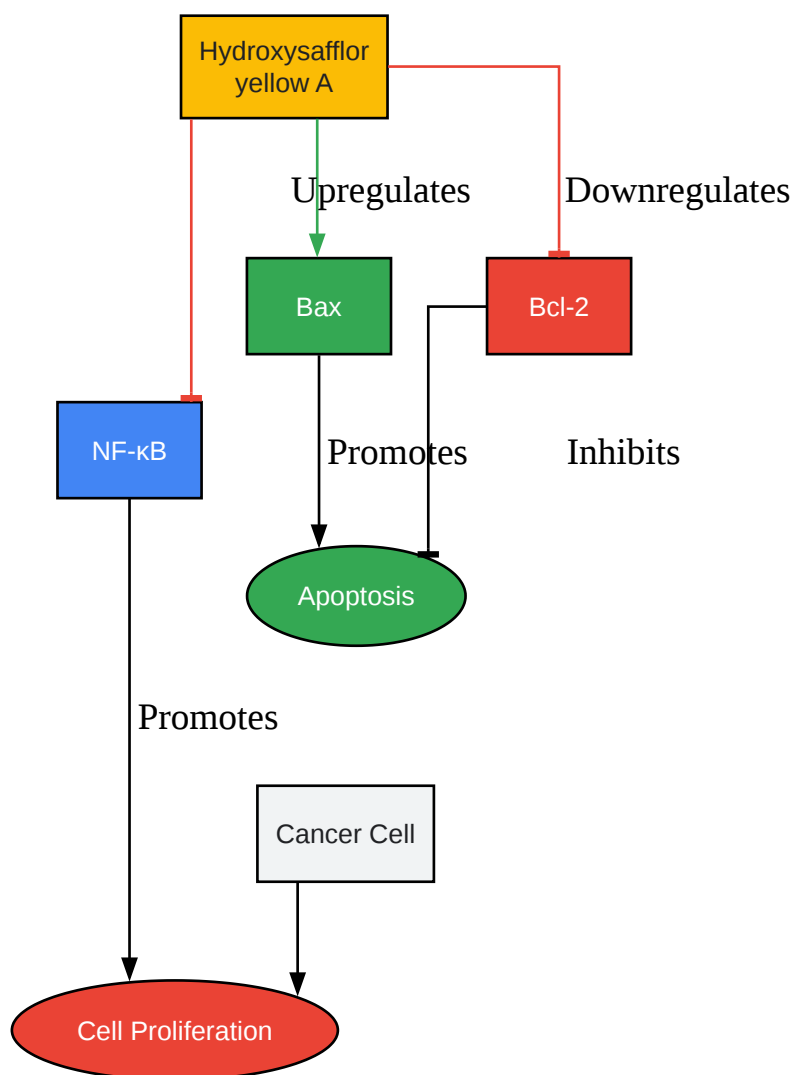 Hydroxysafflor
yellow A
Upregulates
Downregulates
Bax
Bcl-2
NF-κB
Promotes
Inhibits
Apoptosis
Promotes
Cancer Cell
Cell Proliferation